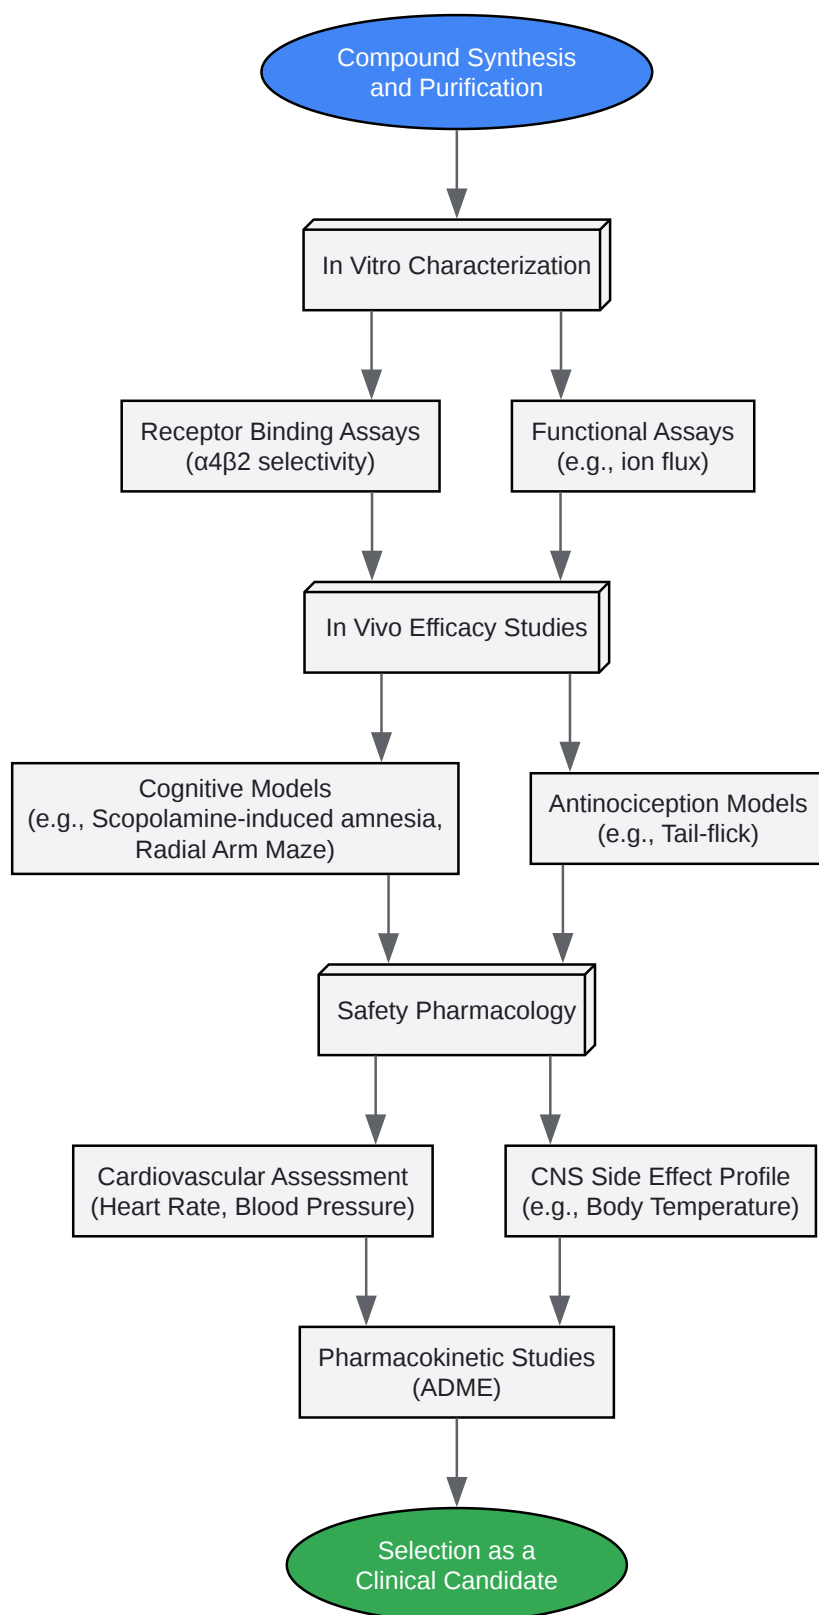 Compound Synthesis
and Purification
In Vitro Characterization
Receptor Binding Assays
(α4β2 selectivity)
Functional Assays
(e.g., ion flux)
In Vivo Efficacy Studies
Cognitive Models
(e.g., Scopolamine-induced amnesia,
Radial Arm Maze)
Antinociception Models
(e.g., Tail-flick)
Safety Pharmacology
Cardiovascular Assessment
(Heart Rate, Blood Pressure)
CNS Side Effect Profile
(e.g., Body Temperature)
Pharmacokinetic Studies
(ADME)
Selection as a
Clinical Candidate